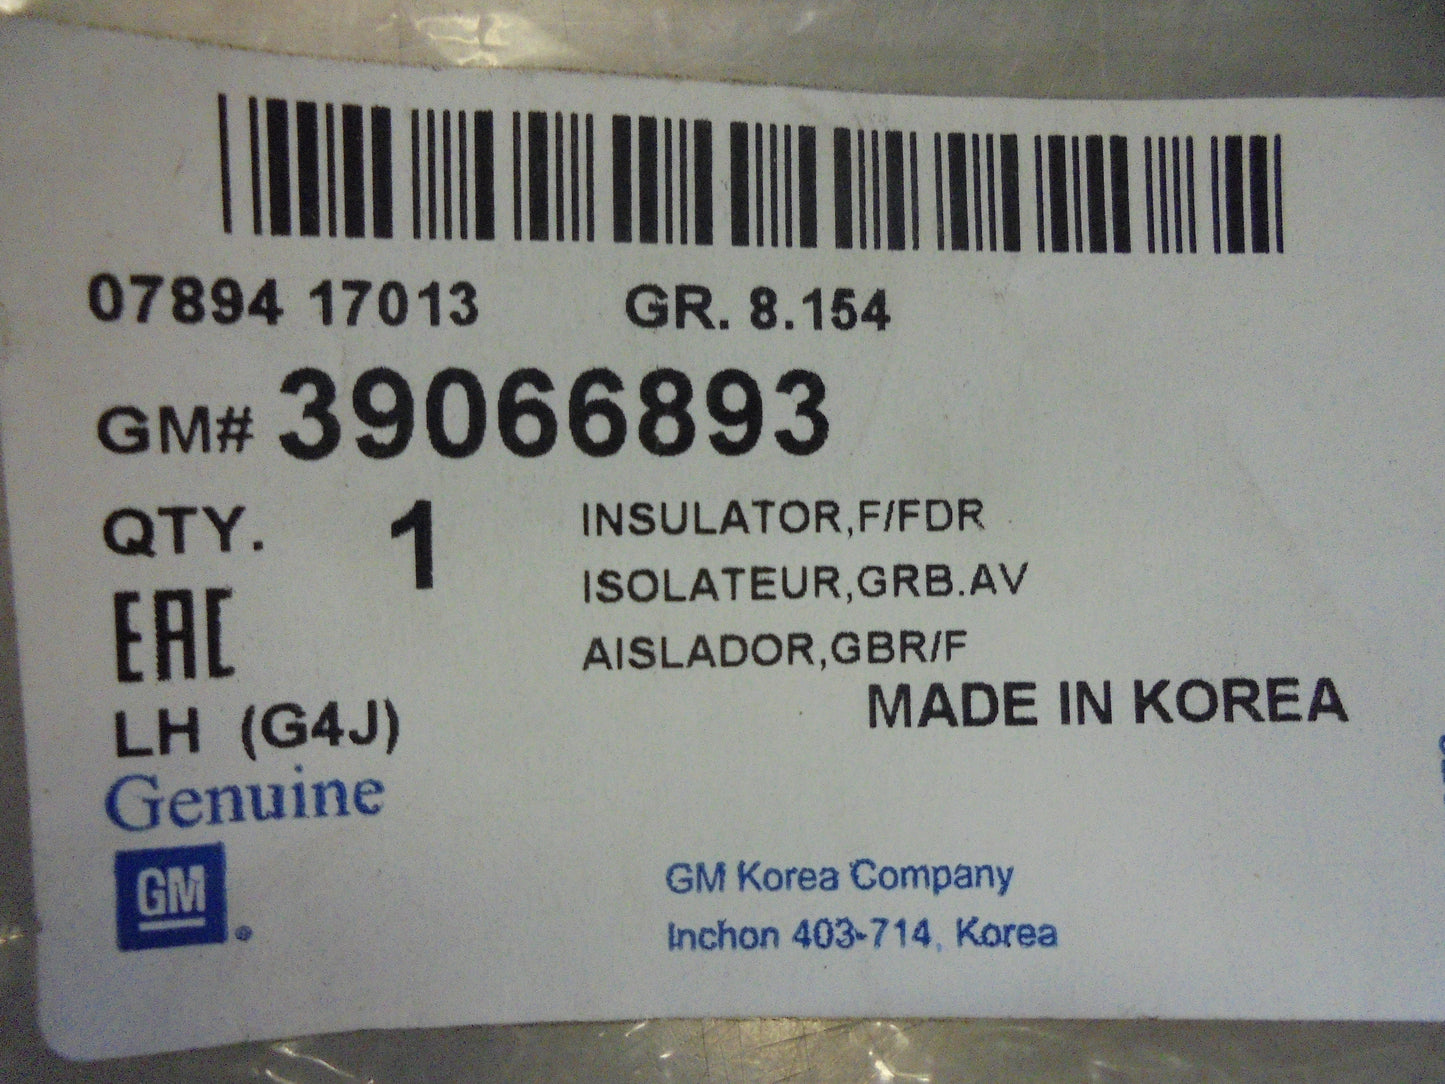 07894 17013 GR. 8.154
GM# 39066893
QTY. 1 INSULATOR,F/FDR
ISOLATEUR,GRB.AV
EAC AISLADOR,GBR/F
MADE IN KOREA
LH (G4J)
Genuine
GM
GM Korea Company
Inchon 403-714, Korea